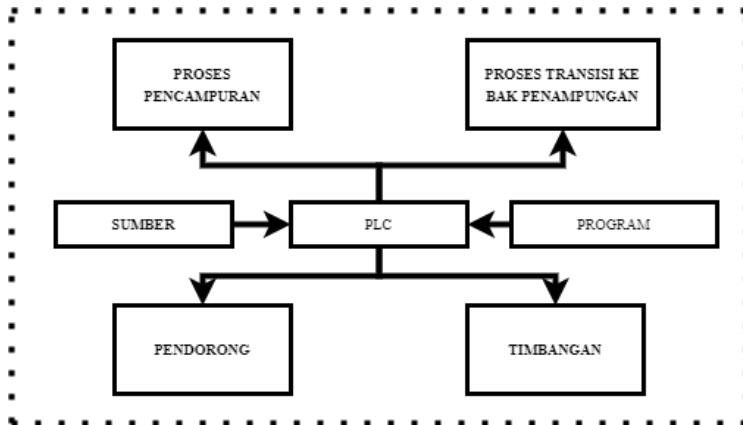 PROSES
PENCAMPURAN
PROSES TRANSISI KE
BAK PENAMPUNGAN
SUMBER
PLC
PROGRAM
PENDORONG
TIMBANGAN